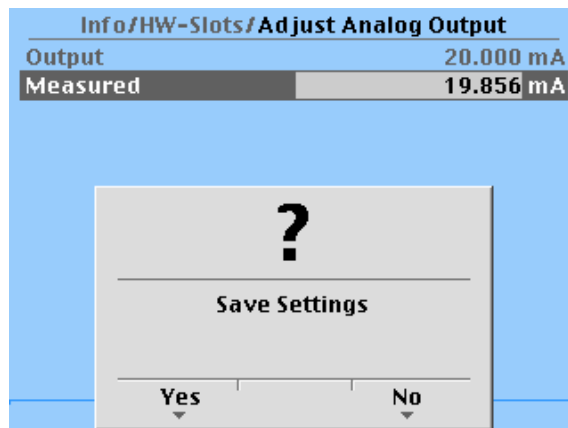 Info/HW-Slots/Adjust Analog Output
Output 20.000 mA
Measured 19.856 mA
?
Save Settings
Yes No